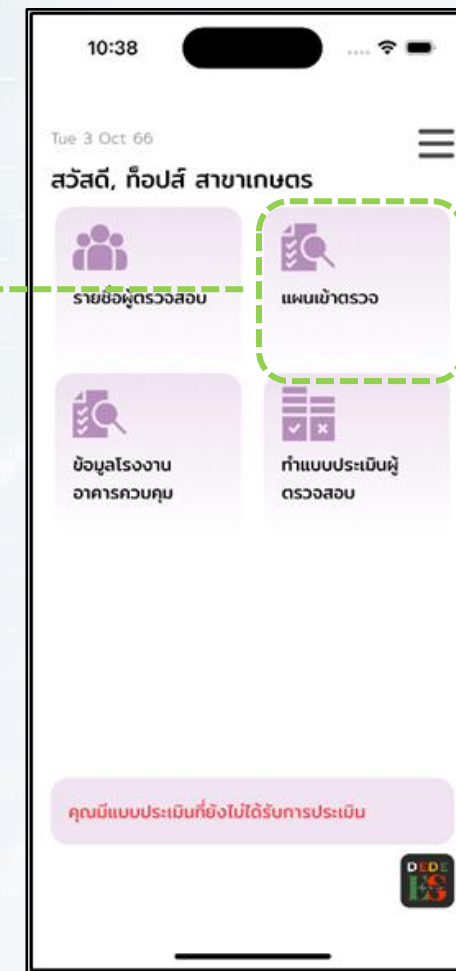 10:38
Tue 3 Oct 66
สวัสดี, ท็อปส์ สาขาเกษตร
รายชื่อผู้ตรวจสอบ
แผนเข้าตรวจ
ข้อมูลโรงงาน
อาคารควบคุม
ทำแบบประเมินผู้
ตรวจสอบ
คุณมีแบบประเมินที่ยังไม่ได้รับการประเมิน
DEDE
ES